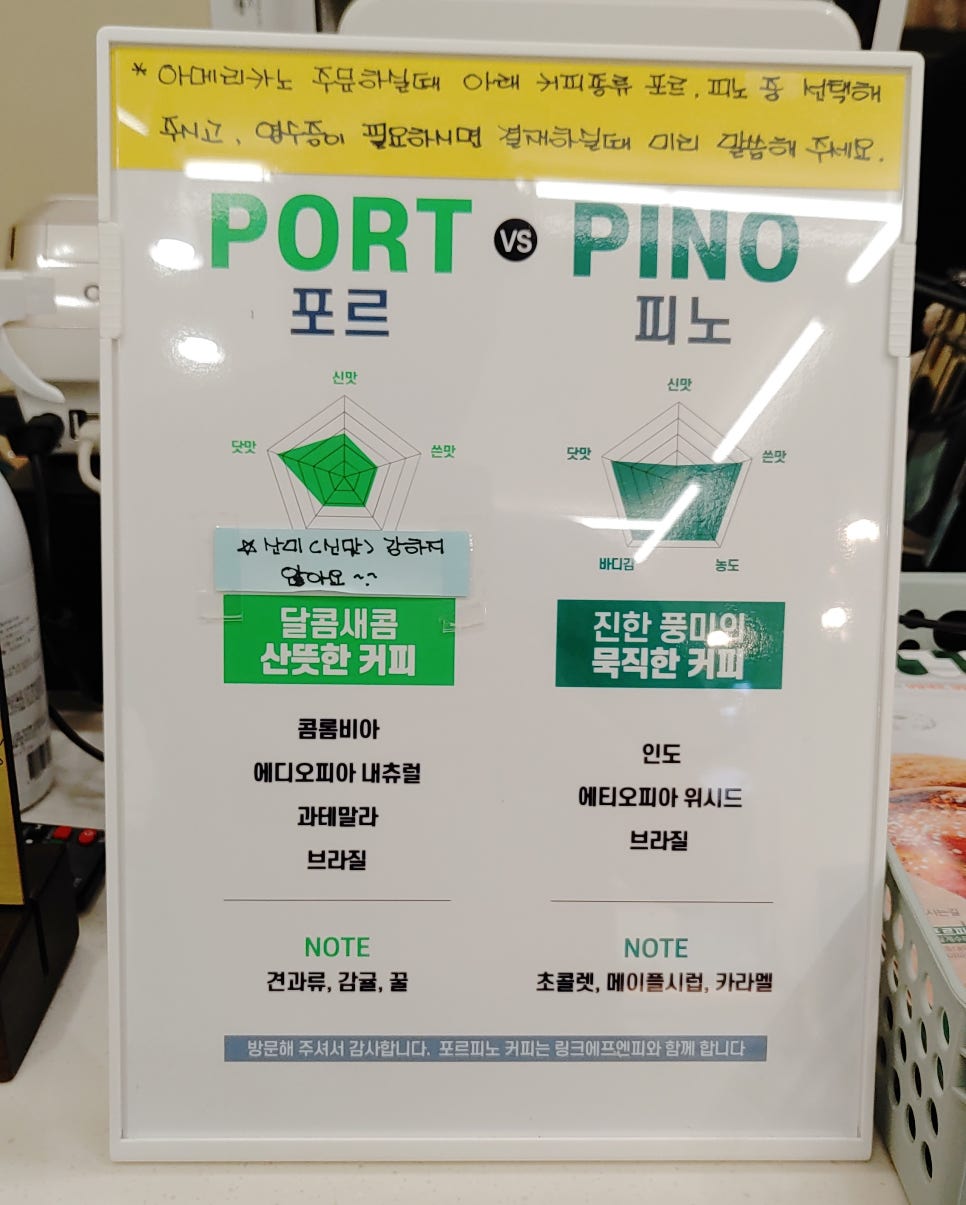 * 아메리카노 주문하실때 아래 커피종류 포르, 피노 중 선택해
주시고, 영수증이 필요하시면 결재하실때 미리 말씀해 주세요.
PORT VS PINO
포르
피노
신맛
닷맛
쓴맛
신맛
닷맛
쓴맛
바디감
농도
☆ 산미 <신맛> 강하지
않아요 ~^^
달콤새콤
산뜻한 커피
진한 풍미의
묵직한 커피
콜롬비아
에디오피아 내츄럴
과테말라
브라질
인도
에티오피아 위시드
브라질
NOTE
견과류, 감귤, 꿀
NOTE
초콜렛, 메이플시럽, 카라멜
방문해 주셔서 감사합니다. 포르피노 커피는 링크에프엔피와 함께 합니다